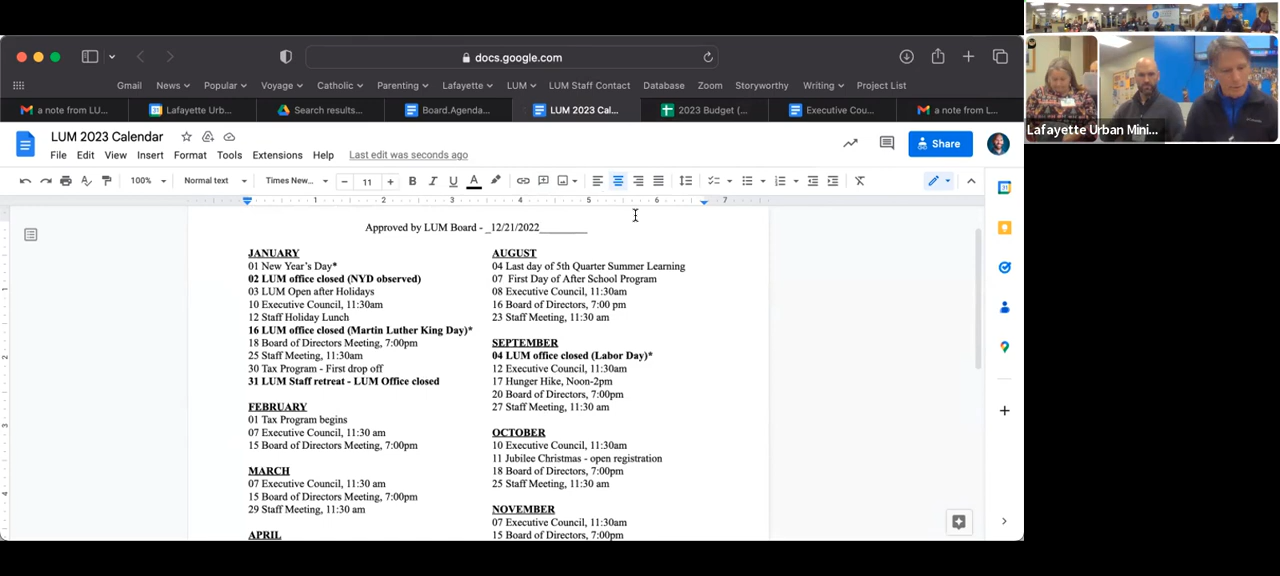 docs.google.com
Gmail News Popular Voyage Catholic Parenting Lafayette LUM LUM Staff Contact Database Zoom Storyworthy Writing Project List
a note from LU... Lafayette Urb... Search results... Board.Agenda... LUM 2023 Cal... 2023 Budget (... Executive Cou... a note from L...
LUM 2023 Calendar
File Edit View Insert Format Tools Extensions Help Last edit was seconds ago
Share
100% Normal text Times New... 11
1 2 3 4 5 6 7
Approved by LUM Board - _12/21/2022________
JANUARY
01 New Year's Day*
02 LUM office closed (NYD observed)
03 LUM Open after Holidays
10 Executive Council, 11:30am
12 Staff Holiday Lunch
16 LUM office closed (Martin Luther King Day)*
18 Board of Directors Meeting, 7:00pm
25 Staff Meeting, 11:30am
30 Tax Program - First drop off
31 LUM Staff retreat - LUM Office closed
FEBRUARY
01 Tax Program begins
07 Executive Council, 11:30 am
15 Board of Directors Meeting, 7:00pm
MARCH
07 Executive Council, 11:30 am
15 Board of Directors Meeting, 7:00pm
29 Staff Meeting, 11:30 am
APRIL
AUGUST
04 Last day of 5th Quarter Summer Learning
07 First Day of After School Program
08 Executive Council, 11:30am
16 Board of Directors, 7:00 pm
23 Staff Meeting, 11:30 am
SEPTEMBER
04 LUM office closed (Labor Day)*
12 Executive Council, 11:30am
17 Hunger Hike, Noon-2pm
20 Board of Directors, 7:00pm
27 Staff Meeting, 11:30 am
OCTOBER
10 Executive Council, 11:30am
11 Jubilee Christmas - open registration
18 Board of Directors, 7:00pm
25 Staff Meeting, 11:30 am
NOVEMBER
07 Executive Council, 11:30am
15 Board of Directors, 7:00pm
Lafayette Urban Mini...